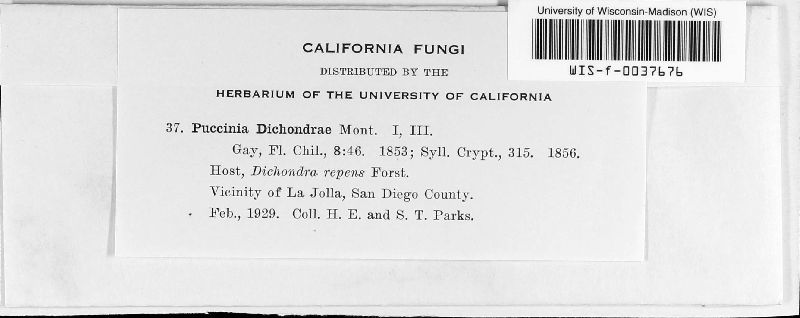 University of Wisconsin-Madison (WIS)
WIS-f-0037676
CALIFORNIA FUNGI
DISTRIBUTED BY THE
HERBARIUM OF THE UNIVERSITY OF CALIFORNIA
37. Puccinia Dichondrae Mont. I, III.
Gay, Fl. Chil., 8:46. 1853; Syll. Crypt., 315. 1856.
Host, Dichondra repens Forst.
Vicinity of La Jolla, San Diego County.
Feb., 1929. Coll. H. E. and S. T. Parks.